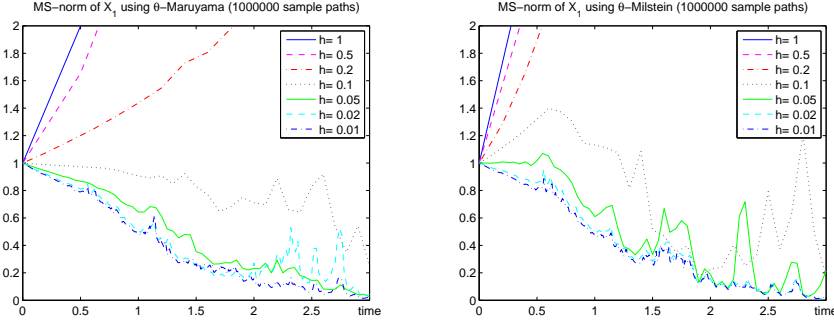 MS-norm of X1 using θ-Maruyama (1000000 sample paths)
2
1.8
1.6
1.4
1.2
1
0.8
0.6
0.4
0.2
0
0
0.5
1
1.5
2
2.5
time
h= 1
h= 0.5
h= 0.2
h= 0.1
h= 0.05
h= 0.02
h= 0.01
MS-norm of X1 using θ-Milstein (1000000 sample paths)
2
1.8
1.6
1.4
1.2
1
0.8
0.6
0.4
0.2
0
0
0.5
1
1.5
2
2.5
time
h= 1
h= 0.5
h= 0.2
h= 0.1
h= 0.05
h= 0.02
h= 0.01